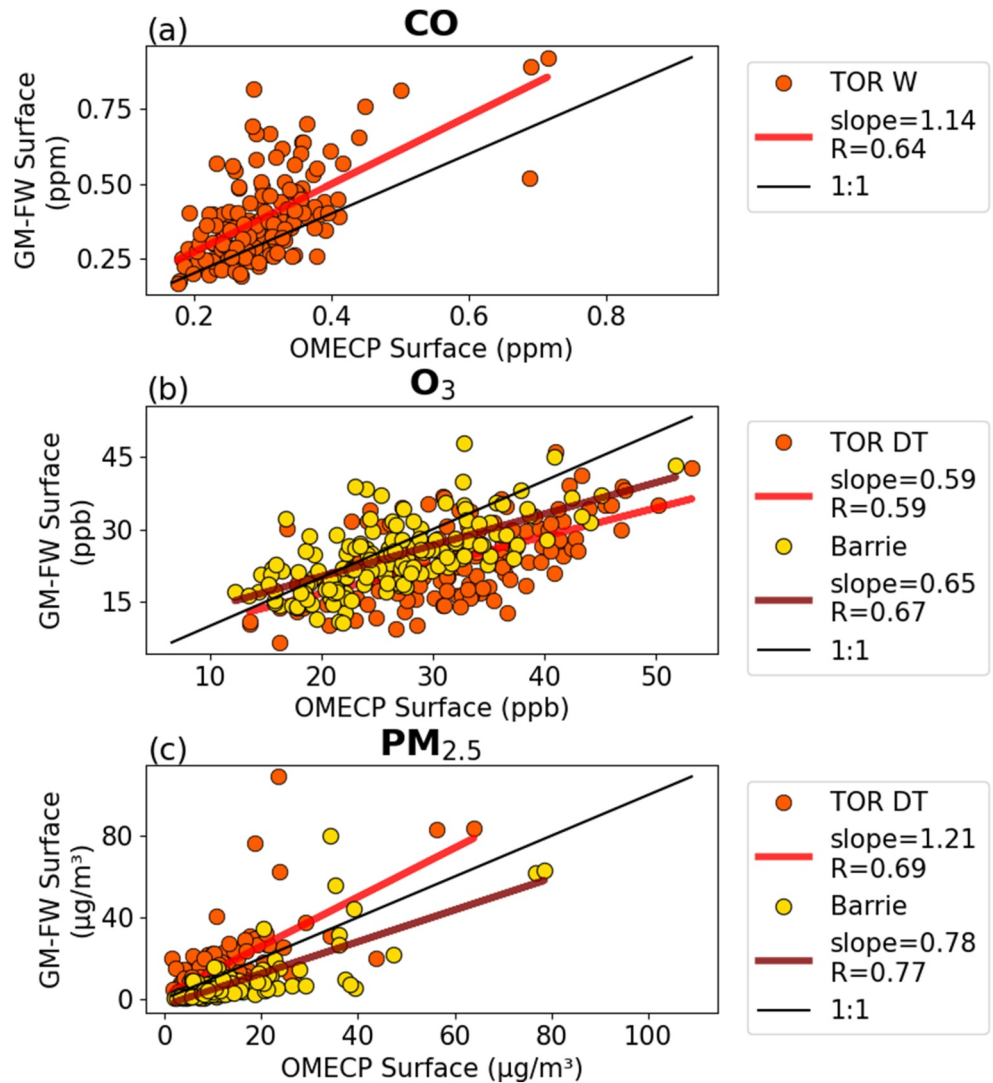 (a)
CO
GM-FW Surface
(ppm)
0.75
0.50
0.25
0.2
0.4
0.6
0.8
OMECP Surface (ppm)
TOR W
slope=1.14
R=0.64
1:1
(b)
O₃
GM-FW Surface
(ppb)
45
30
15
10
20
30
40
50
OMECP Surface (ppb)
TOR DT
slope=0.59
R=0.59
Barrie
slope=0.65
R=0.67
1:1
(c)
PM₂.₅
GM-FW Surface
(μg/m³)
80
40
0
0
20
40
60
80
100
OMECP Surface (μg/m³)
TOR DT
slope=1.21
R=0.69
Barrie
slope=0.78
R=0.77
1:1